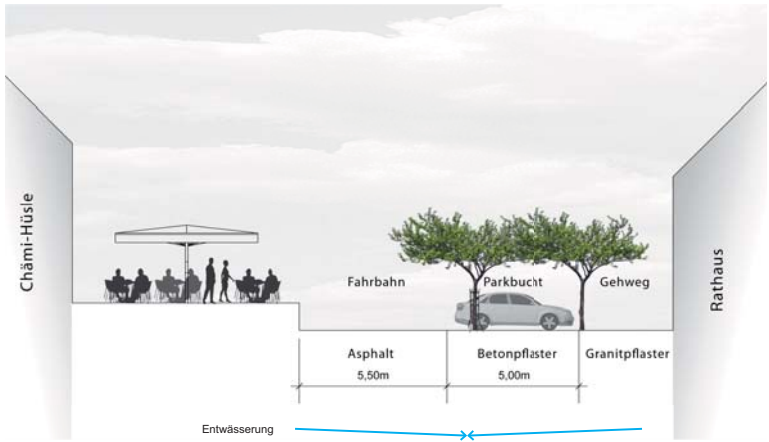 Chämi-Hüsle
Fahrbahn
Parkbucht
Gehweg
Rathaus
Asphalt
Betonpflaster
Granitpflaster
5,50m
5,00m
Entwässerung